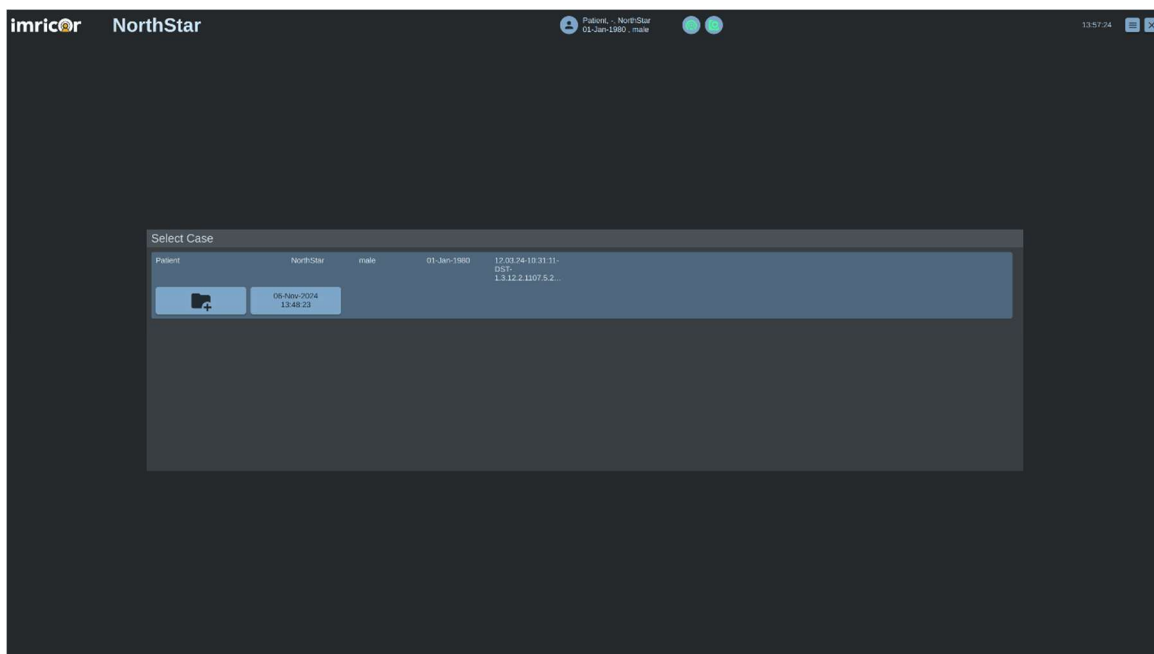 imricor NorthStar
Patient, -, NorthStar
01-Jan-1980 , male
13:57:24
Select Case
Patient NorthStar male 01-Jan-1980 12.03.24-10:31:11-
DST-
1.3.12.2.1107.5.2...
06-Nov-2024
13:48:23